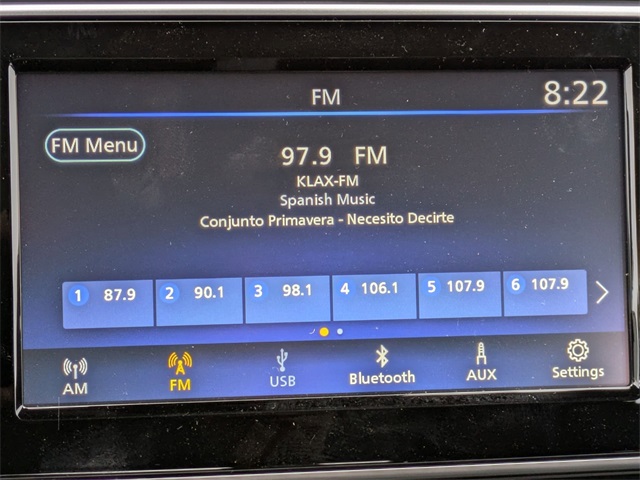 FM 8:22
FM Menu
97.9 FM
KLAX-FM
Spanish Music
Conjunto Primavera - Necesito Decirte
1 87.9 2 90.1 3 98.1 4 106.1 5 107.9 6 107.9
AM FM USB Bluetooth AUX Settings